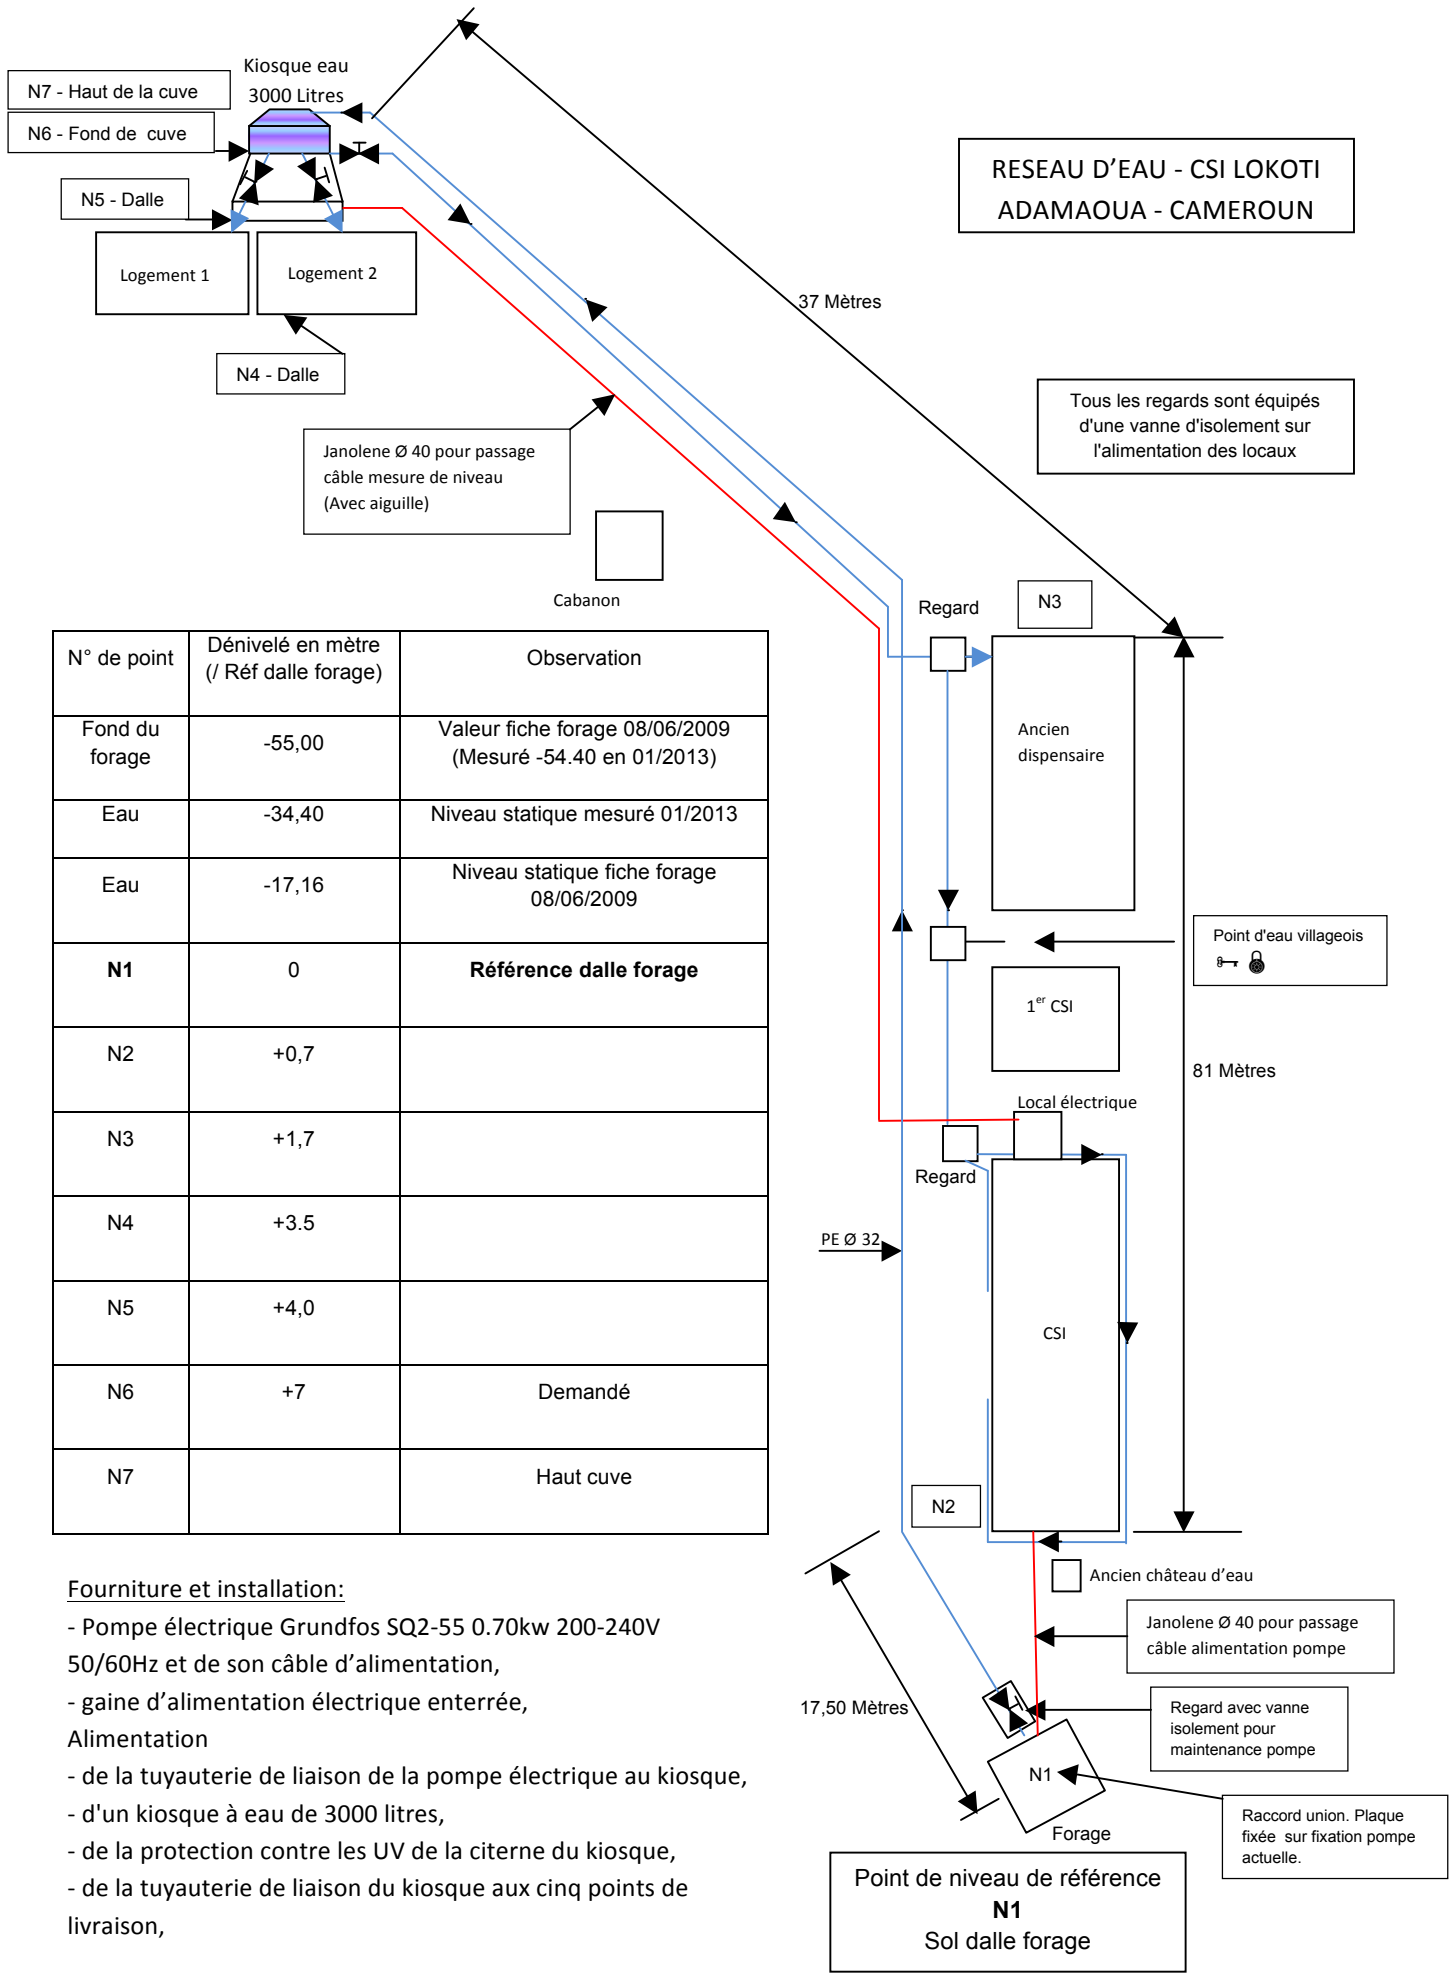 Kiosque eau
3000 Litres
N7 - Haut de la cuve
N6 - Fond de  cuve
N5 - Dalle
Logement 1
Logement 2
N4 - Dalle
RESEAU D’EAU - CSI LOKOTI
ADAMAOUA - CAMEROUN
37 Mètres
Tous les regards sont équipés
d'une vanne d'isolement sur
l'alimentation des locaux
Janolene Ø 40 pour passage
câble mesure de niveau
(Avec aiguille)
Cabanon
Regard
N3
Ancien
dispensaire
Point d'eau villageois
1er CSI
81 Mètres
Local électrique
Regard
PE Ø 32
CSI
N2
Ancien château d’eau
Janolene Ø 40 pour passage
câble alimentation pompe
17,50 Mètres
Regard avec vanne
isolement pour
maintenance pompe
N1
Forage
Raccord union. Plaque
fixée  sur fixation pompe
actuelle.
Point de niveau de référence
N1
Sol dalle forage
N° de point
Dénivelé en mètre
(/ Réf dalle forage)
Observation
Fond du
forage
-55,00
Valeur fiche forage 08/06/2009
(Mesuré -54.40 en 01/2013)
Eau
-34,40
Niveau statique mesuré 01/2013
Eau
-17,16
Niveau statique fiche forage
08/06/2009
N1
0
Référence dalle forage
N2
+0,7
N3
+1,7
N4
+3.5
N5
+4,0
N6
+7
Demandé
N7
Haut cuve
Fourniture et installation:
- Pompe électrique Grundfos SQ2-55 0.70kw 200-240V
50/60Hz et de son câble d’alimentation,
- gaine d’alimentation électrique enterrée,
Alimentation
- de la tuyauterie de liaison de la pompe électrique au kiosque,
- d'un kiosque à eau de 3000 litres,
- de la protection contre les UV de la citerne du kiosque,
- de la tuyauterie de liaison du kiosque aux cinq points de
livraison,